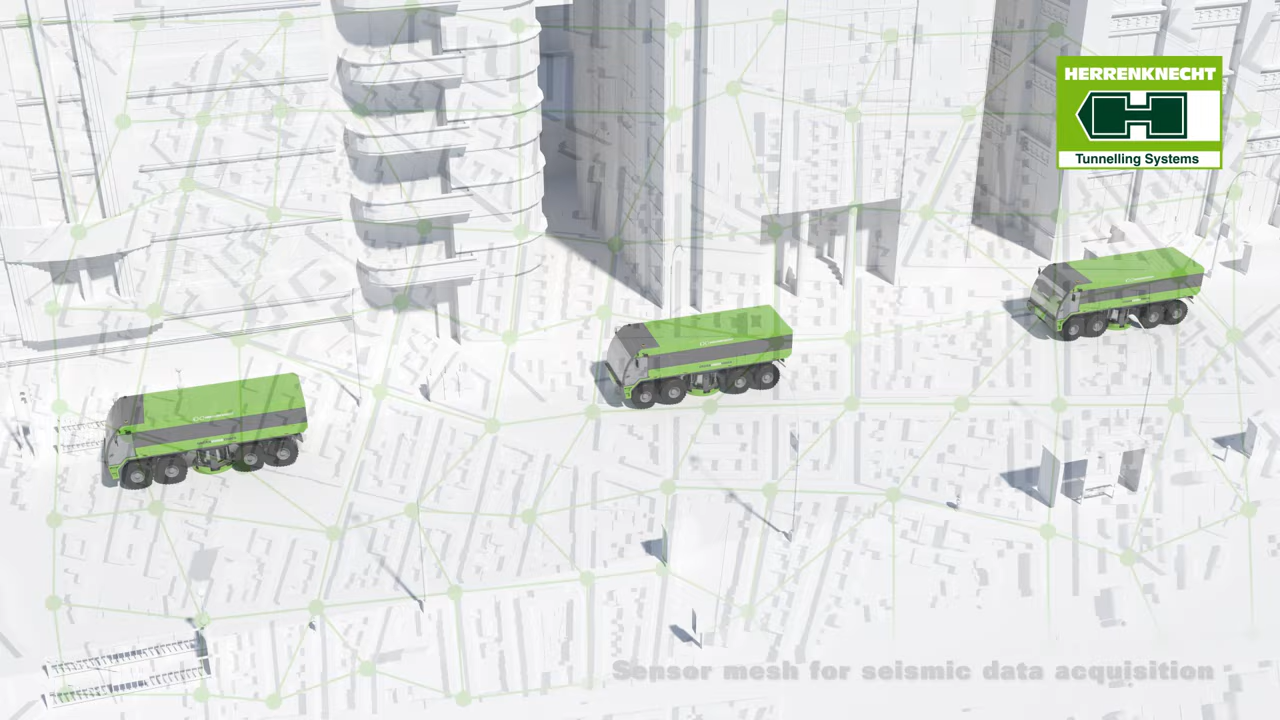 HERRENKNECHT
Tunnelling Systems
Sensor mesh for seismic data acquisition